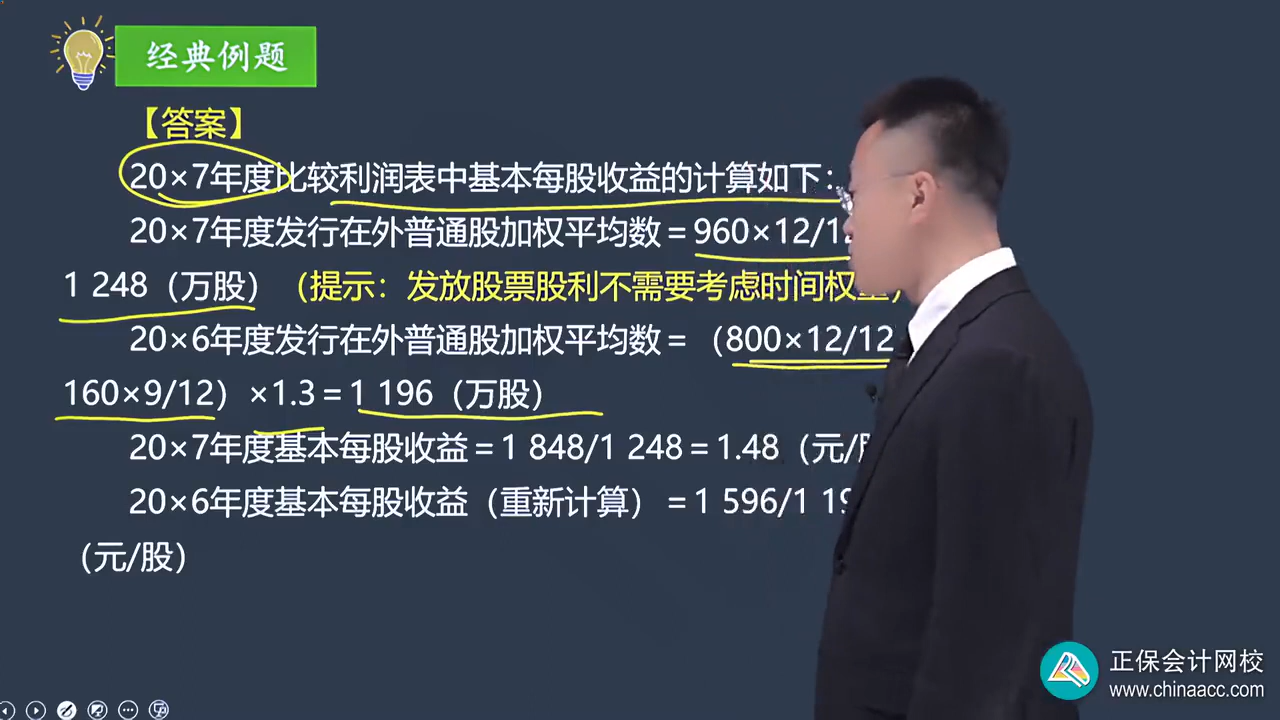 经典例题
【答案】
20×7年度比较利润表中基本每股收益的计算如下：
20×7年度发行在外普通股加权平均数＝960×12/12
1 248（万股）（提示：发放股票股利不需要考虑时间权重）
20×6年度发行在外普通股加权平均数＝（800×12/12
160×9/12）×1.3＝1 196（万股）
20×7年度基本每股收益＝1 848/1 248＝1.48（元/股
20×6年度基本每股收益（重新计算）＝1 596/1 19
（元/股）
正保会计网校
www.chinaacc.com